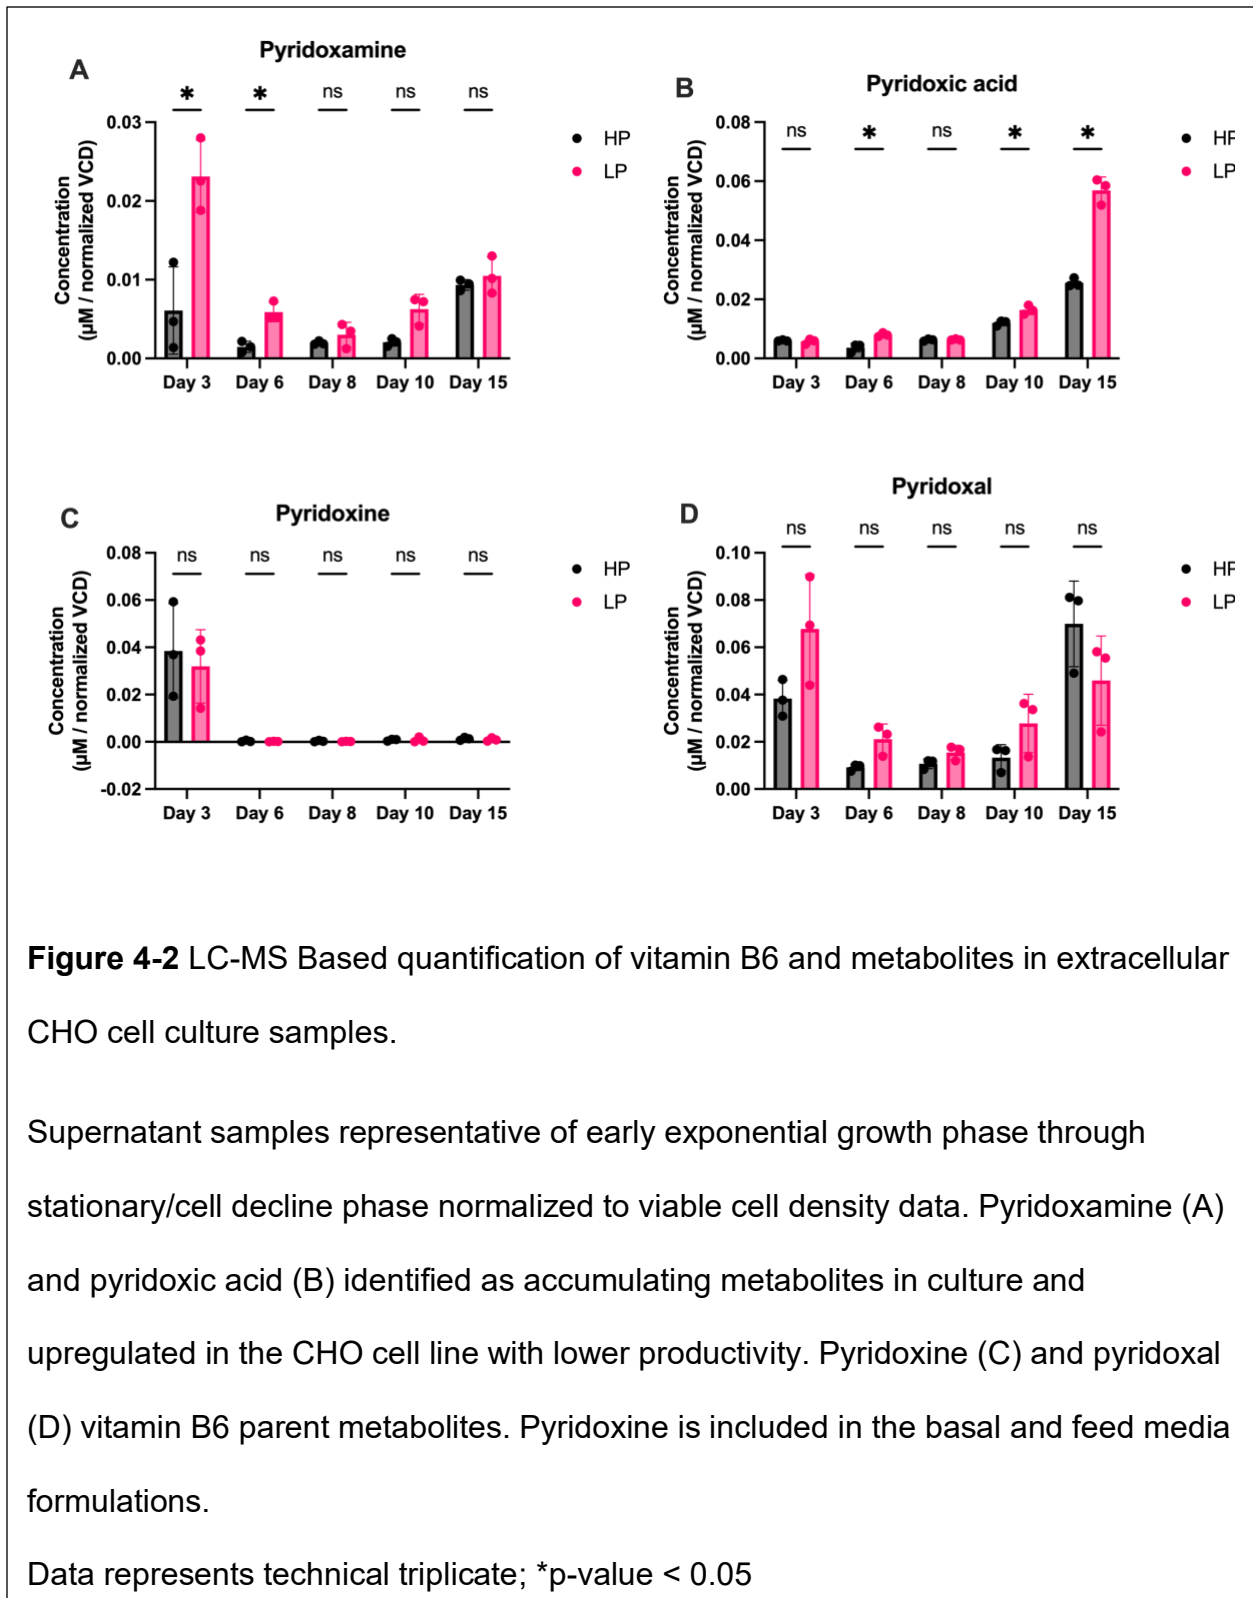 A
Pyridoxamine
* * ns ns ns
Concentration
(µM / normalized VCD)
0.03
0.02
0.01
0.00
Day 3 Day 6 Day 8 Day 10 Day 15
HP
LP
B
Pyridoxic acid
ns * ns * *
0.08
0.06
0.04
0.02
0.00
Concentration
(µM / normalized VCD)
Day 3 Day 6 Day 8 Day 10 Day 15
HP
LP
C
Pyridoxine
ns ns ns ns ns
Concentration
(µM / normalized VCD)
0.08
0.06
0.04
0.02
0.00
-0.02
Day 3 Day 6 Day 8 Day 10 Day 15
HP
LP
D
Pyridoxal
ns ns ns ns ns
Concentration
(µM / normalized VCD)
0.10
0.08
0.06
0.04
0.02
0.00
Day 3 Day 6 Day 8 Day 10 Day 15
HP
LP
Figure 4-2 LC-MS Based quantification of vitamin B6 and metabolites in extracellular
CHO cell culture samples.
Supernatant samples representative of early exponential growth phase through
stationary/cell decline phase normalized to viable cell density data. Pyridoxamine (A)
and pyridoxic acid (B) identified as accumulating metabolites in culture and
upregulated in the CHO cell line with lower productivity. Pyridoxine (C) and pyridoxal
(D) vitamin B6 parent metabolites. Pyridoxine is included in the basal and feed media
formulations.
Data represents technical triplicate; *p-value < 0.05